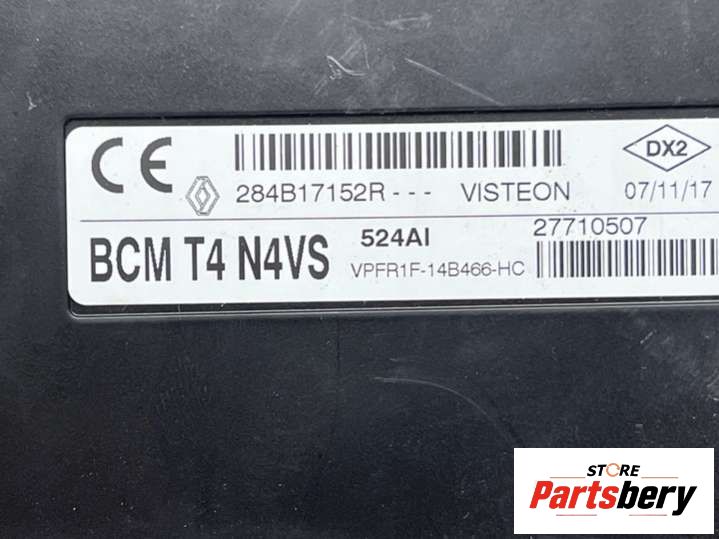 CE
DX2
284B17152R - - - VISTEON 07/11/17
BCM T4 N4VS
524AI 27710507
VPFR1F-14B466-HC
STORE
Partsbery